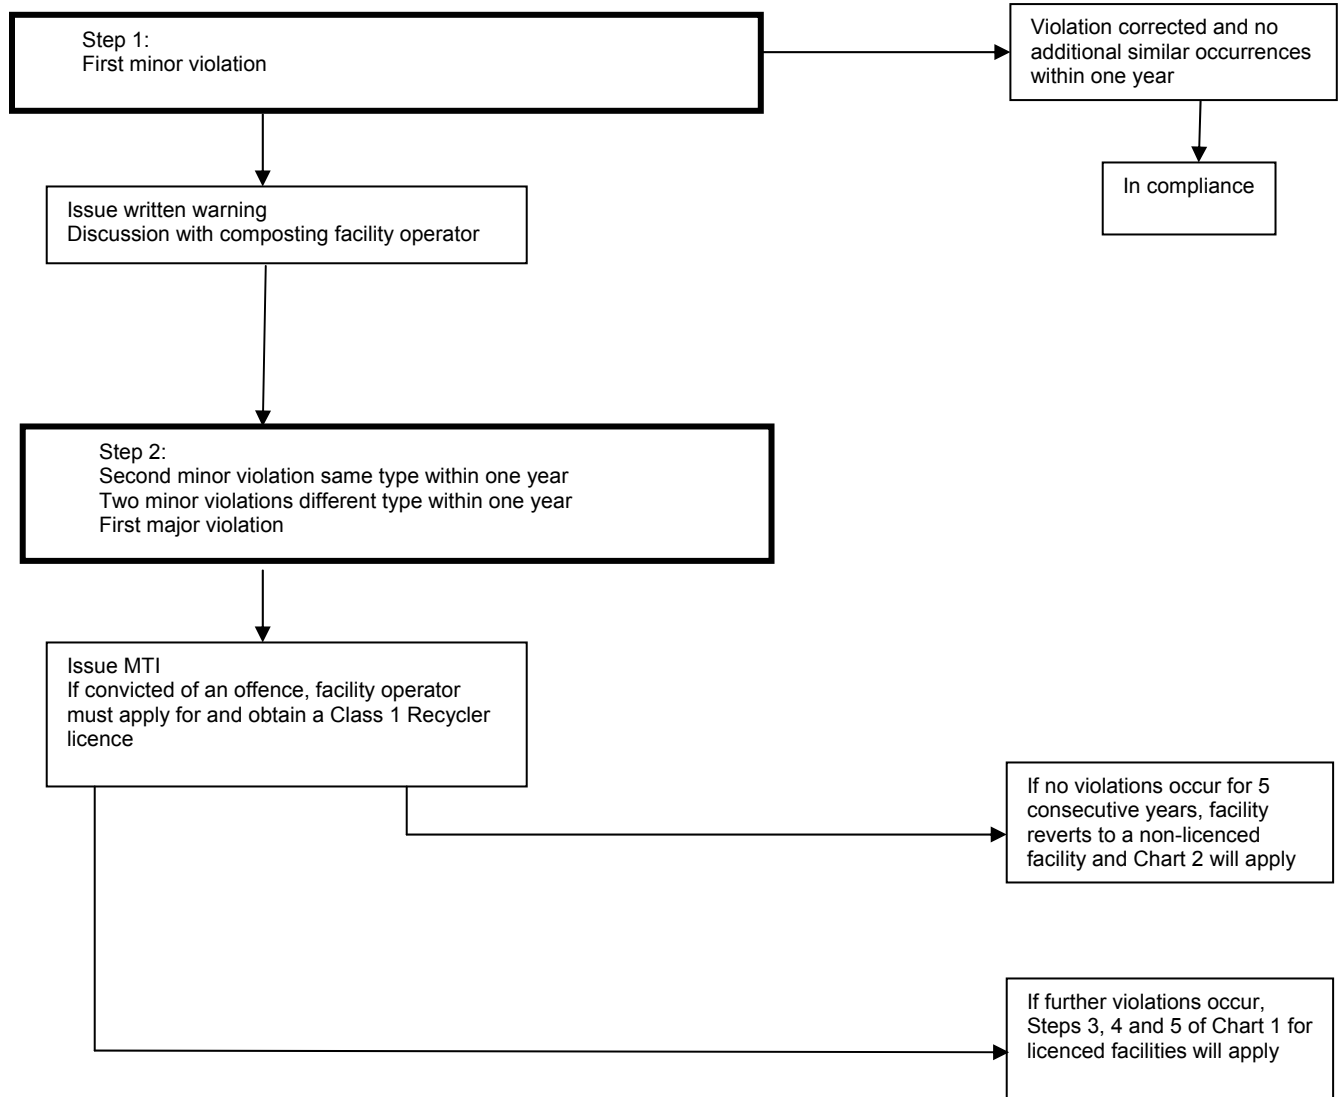 Step 1:
First minor violation
Violation corrected and no
additional similar occurrences
within one year
In compliance
Issue written warning
Discussion with composting facility operator
Step 2:
Second minor violation same type within one year
Two minor violations different type within one year
First major violation
Issue MTI
If convicted of an offence, facility operator
must apply for and obtain a Class 1 Recycler
licence
If no violations occur for 5
consecutive years, facility
reverts to a non-licenced
facility and Chart 2 will apply
If further violations occur,
Steps 3, 4 and 5 of Chart 1 for
licenced facilities will apply